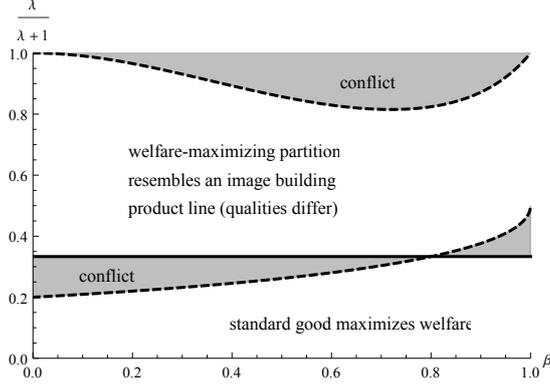 λ
λ + 1
1.0
conflict
0.8
welfare-maximizing partition
resembles an image building
product line (qualities differ)
0.6
0.4
conflict
0.2
standard good maximizes welfare
0.0
0.0 0.2 0.4 0.6 0.8 1.0 β